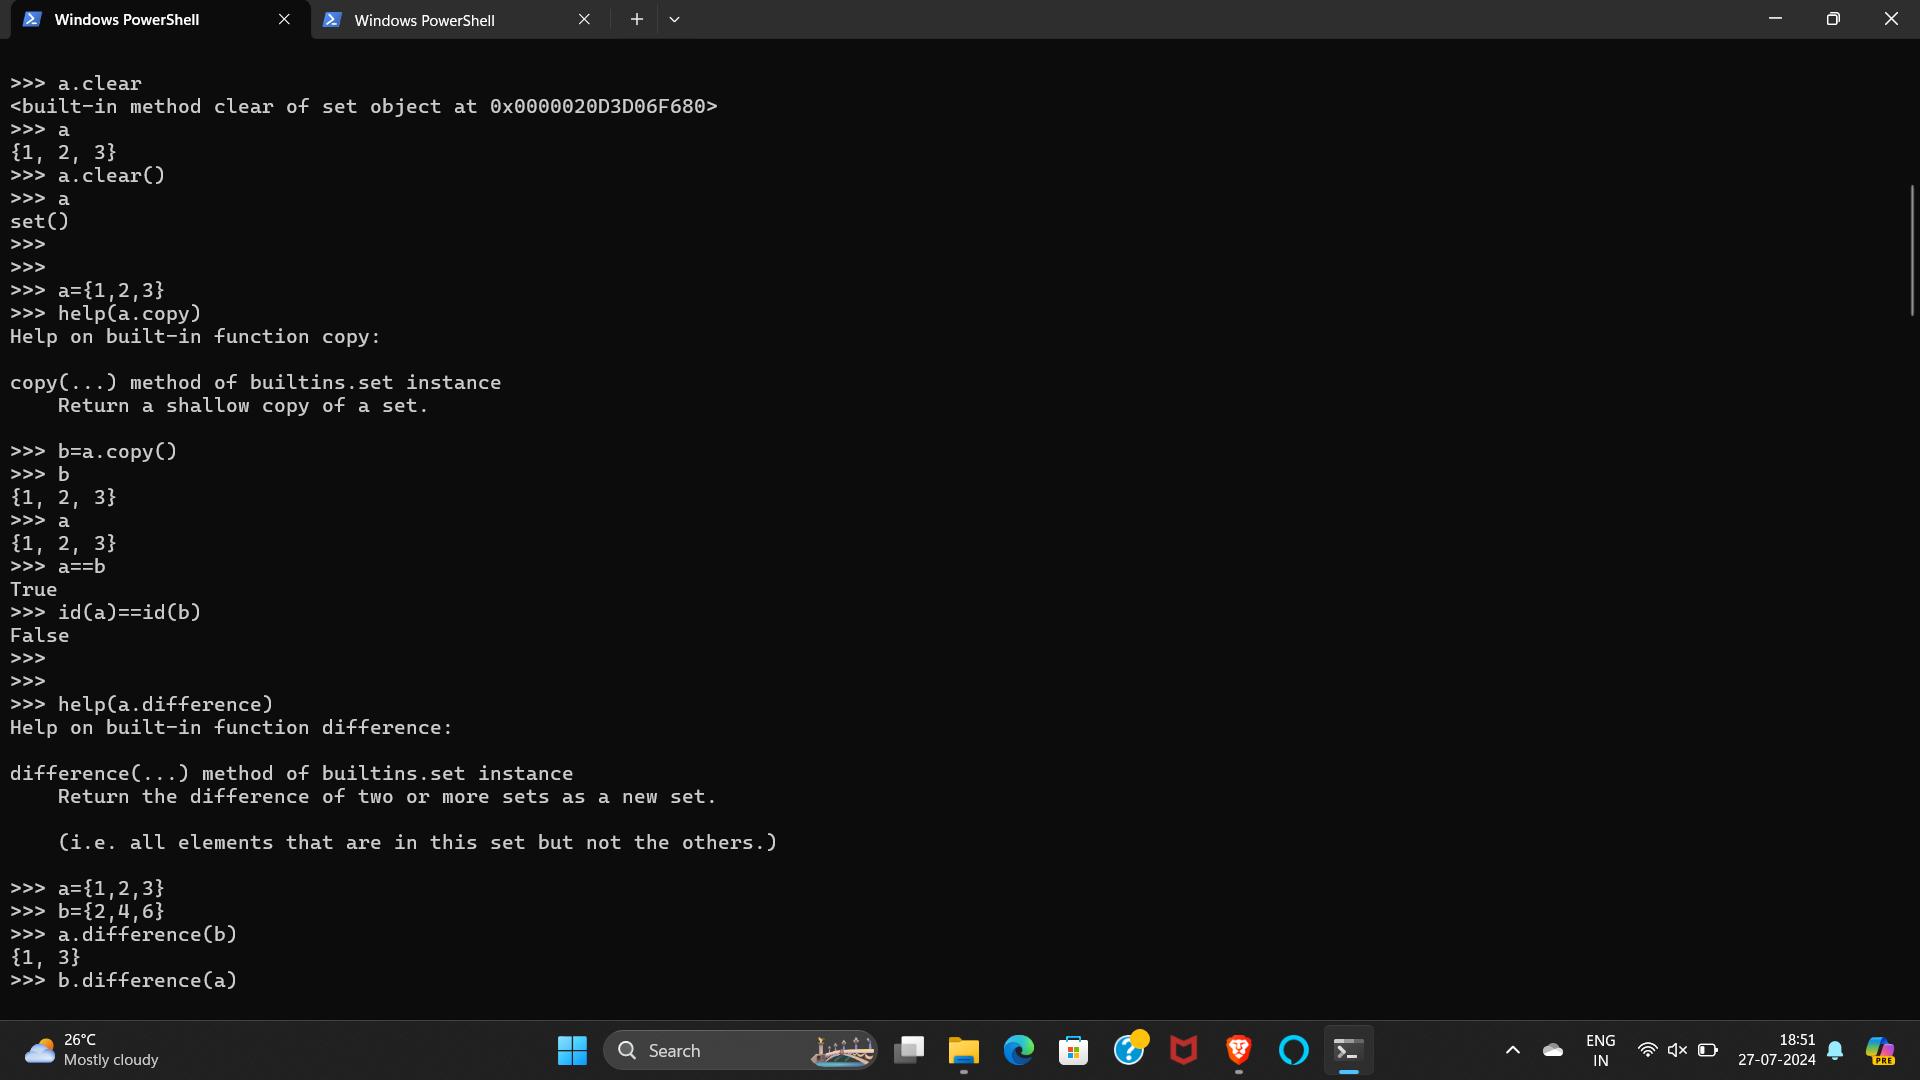 Windows PowerShell
Windows PowerShell
>>> a.clear
<built-in method clear of set object at 0x0000020D3D06F680>
>>> a
{1, 2, 3}
>>> a.clear()
>>> a
set()
>>>
>>>
>>> a={1,2,3}
>>> help(a.copy)
Help on built-in function copy:
copy(...) method of builtins.set instance
    Return a shallow copy of a set.
>>> b=a.copy()
>>> b
{1, 2, 3}
>>> a
{1, 2, 3}
>>> a==b
True
>>> id(a)==id(b)
False
>>>
>>>
>>> help(a.difference)
Help on built-in function difference:
difference(...) method of builtins.set instance
    Return the difference of two or more sets as a new set.
    (i.e. all elements that are in this set but not the others.)
>>> a={1,2,3}
>>> b={2,4,6}
>>> a.difference(b)
{1, 3}
>>> b.difference(a)
26°C
Mostly cloudy
Search
ENG
IN
18:51
27-07-2024
PRE